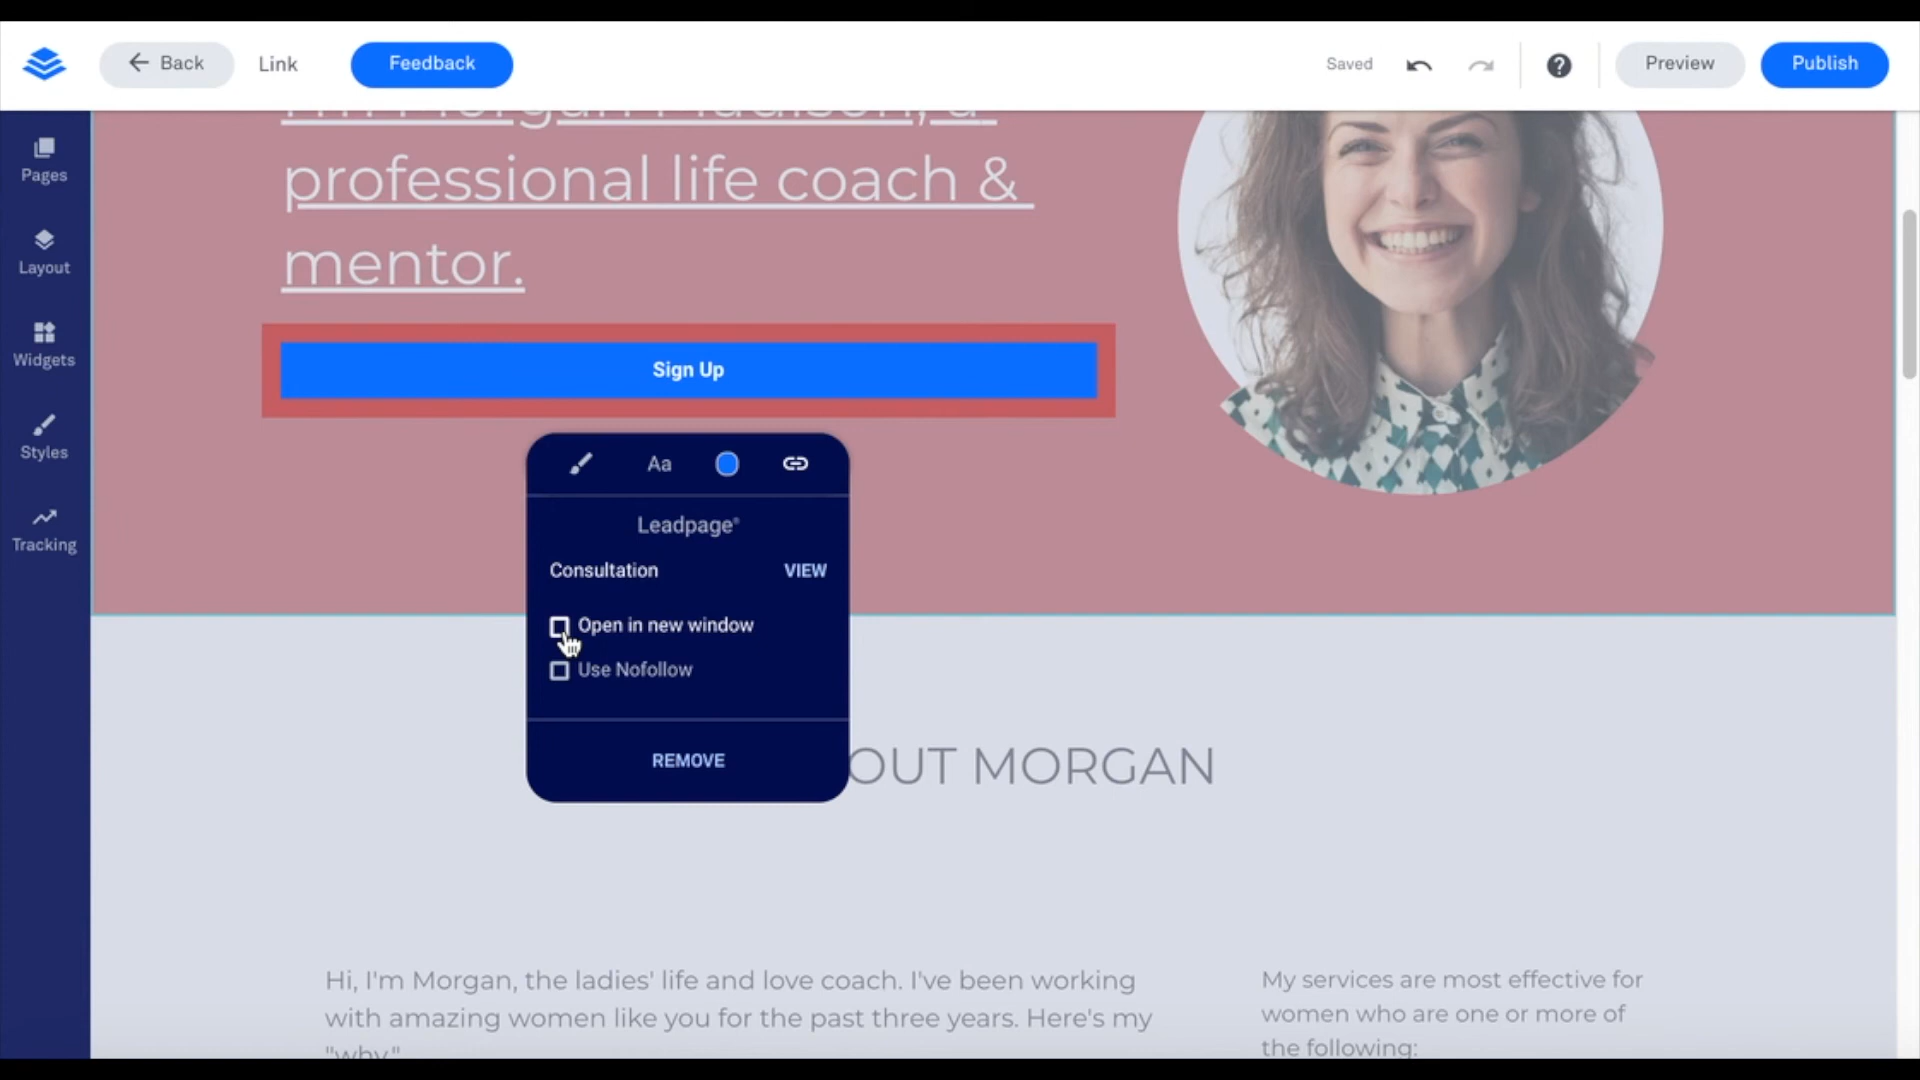 Back
Link
Feedback
Saved
Preview
Publish
Pages
Layout
Widgets
Styles
Tracking
I'm Morgan Madison, a
professional life coach &
mentor.
Sign Up
Aa
Leadpage®
Consultation
VIEW
Open in new window
Use Nofollow
REMOVE
OUT MORGAN
Hi, I'm Morgan, the ladies' life and love coach. I've been working
with amazing women like you for the past three years. Here's my
"why."
My services are most effective for
women who are one or more of
the following: